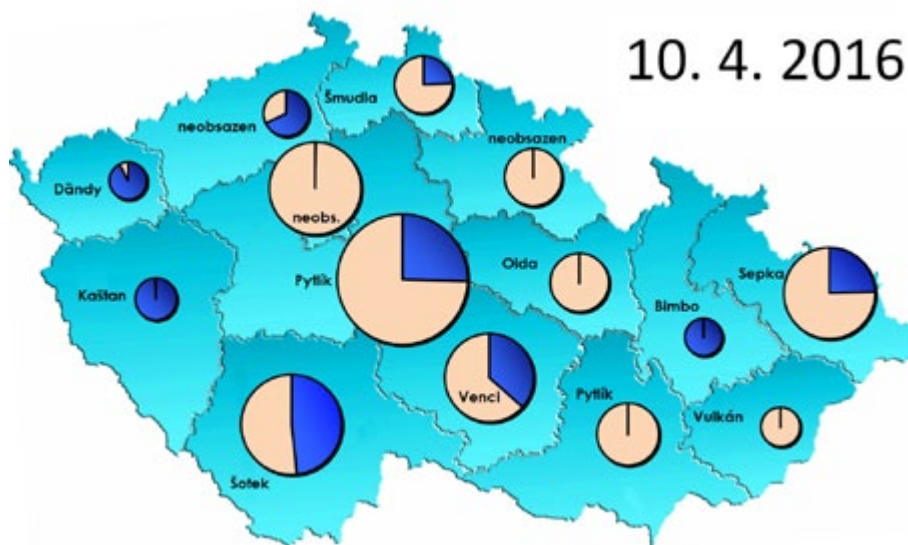 10. 4. 2016
Šmudla
neobsazen
neobsazen
Dändy
neobs.
Olda
Pytlík
Sepka
Kaštan
Bimbo
Venci
Pytlík
Vulkán
Šotek